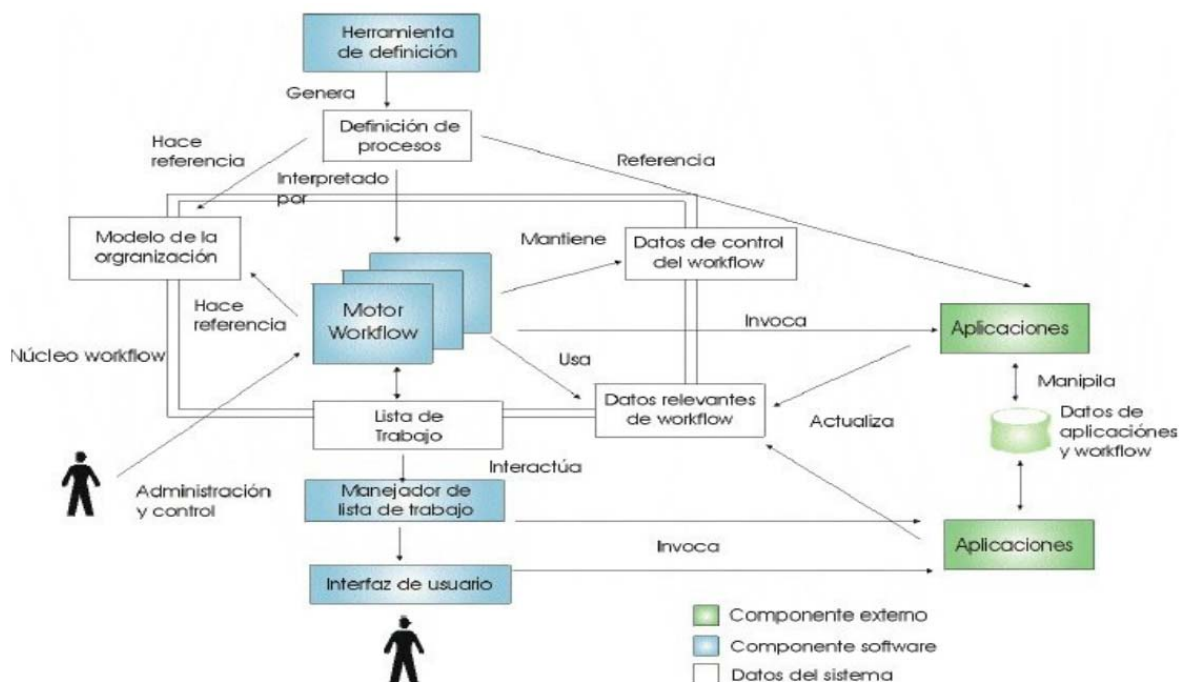 Herramienta
de definición
Genera
Definición de
procesos
Hace
referencia
Referencia
Interpretado
por
Modelo de la
orgranización
Mantiene
Datos de control
del workflow
Hace
referencia
Motor
Workflow
Invoca
Aplicaciones
Núcleo workflow
Usa
Manipila
Lista de
Trabajo
Datos relevantes
de workflow
Actualiza
Datos de
aplicaciónes
y workflow
Interactúa
Administración
y control
Manejador de
lista de trabajo
Invoca
Aplicaciones
Interfaz de usuario
Componente externo
Componente software
Datos del sistema